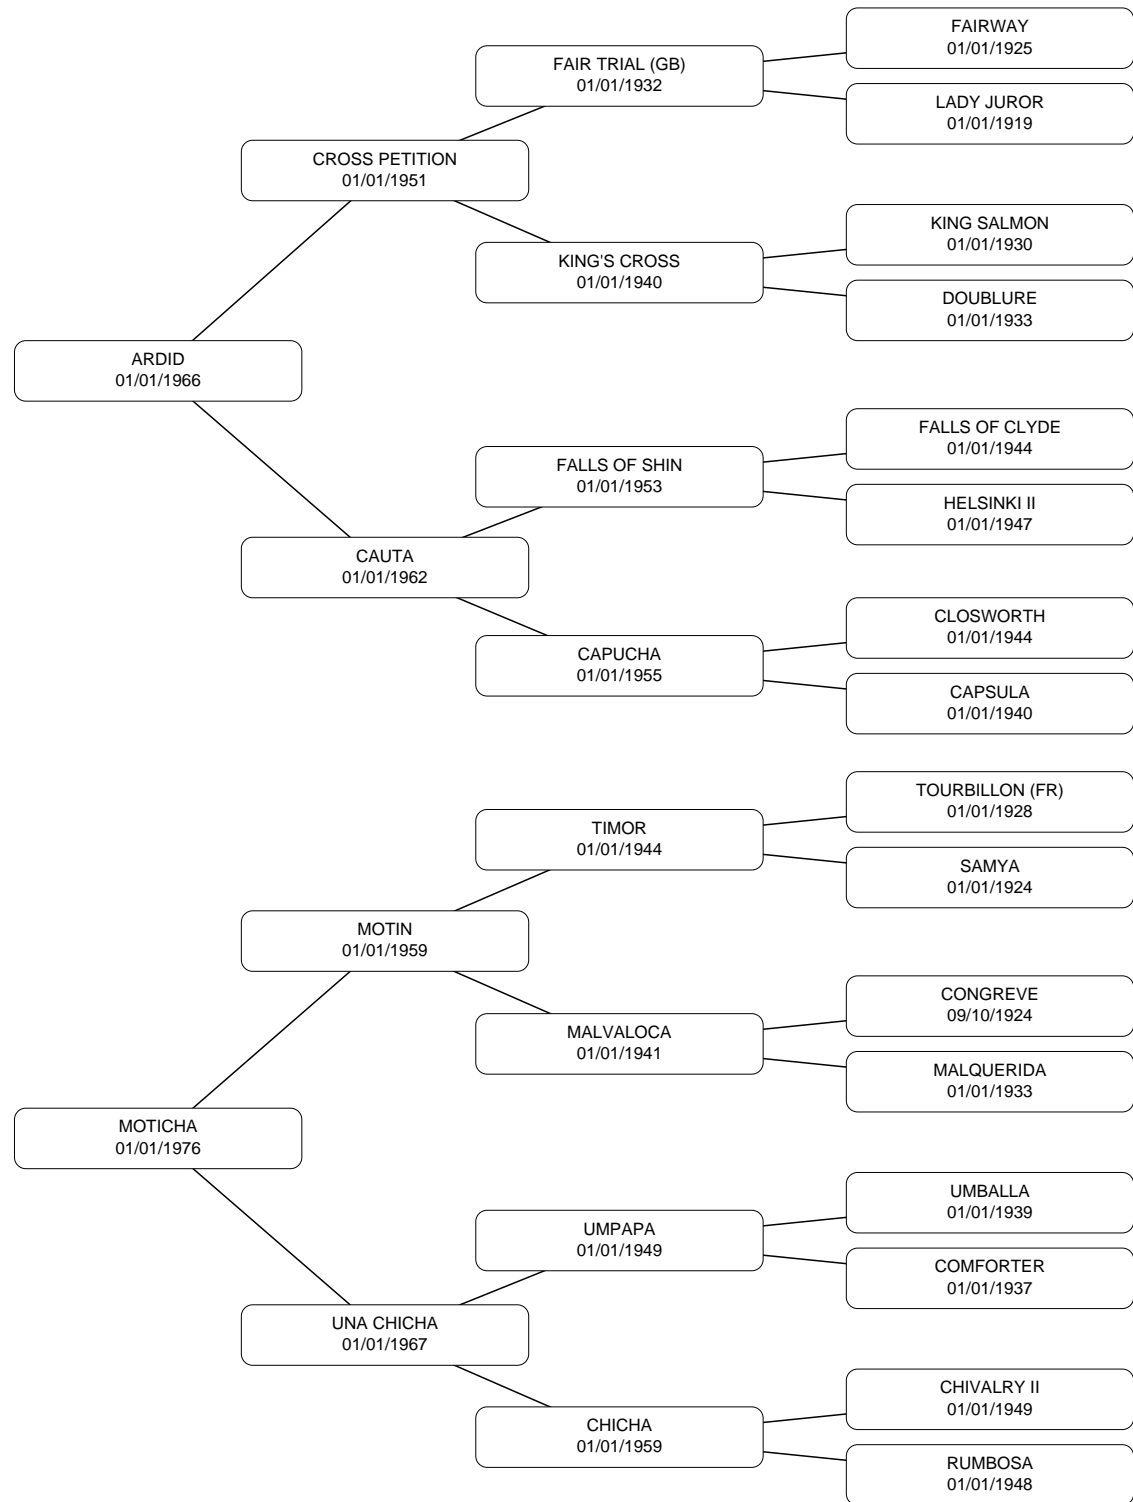 FAIRWAY
01/01/1925
FAIR TRIAL (GB)
01/01/1932
LADY JUROR
01/01/1919
CROSS PETITION
01/01/1951
KING SALMON
01/01/1930
KING'S CROSS
01/01/1940
DOUBLURE
01/01/1933
ARDID
01/01/1966
FALLS OF CLYDE
01/01/1944
FALLS OF SHIN
01/01/1953
HELSINKI II
01/01/1947
CAUTA
01/01/1962
CLOSWORTH
01/01/1944
CAPUCHA
01/01/1955
CAPSULA
01/01/1940
TOURBILLON (FR)
01/01/1928
TIMOR
01/01/1944
SAMYA
01/01/1924
MOTIN
01/01/1959
CONGREVE
09/10/1924
MALVALOCA
01/01/1941
MALQUERIDA
01/01/1933
MOTICHA
01/01/1976
UMBALLA
01/01/1939
UMPAPA
01/01/1949
COMFORTER
01/01/1937
UNA CHICHA
01/01/1967
CHIVALRY II
01/01/1949
CHICHA
01/01/1959
RUMBOSA
01/01/1948